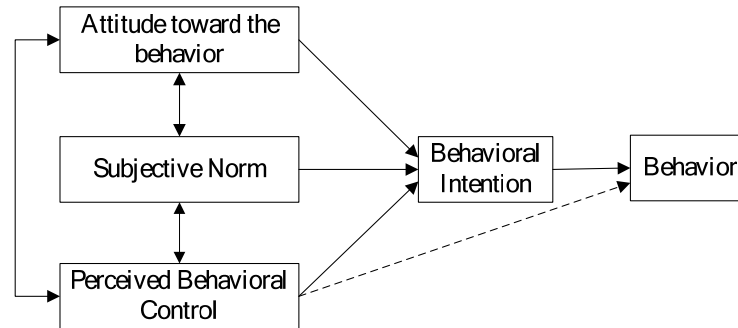 Attitude toward the
behavior
Subjective Norm
Behavioral
Intention
Behavior
Perceived Behavioral
Control